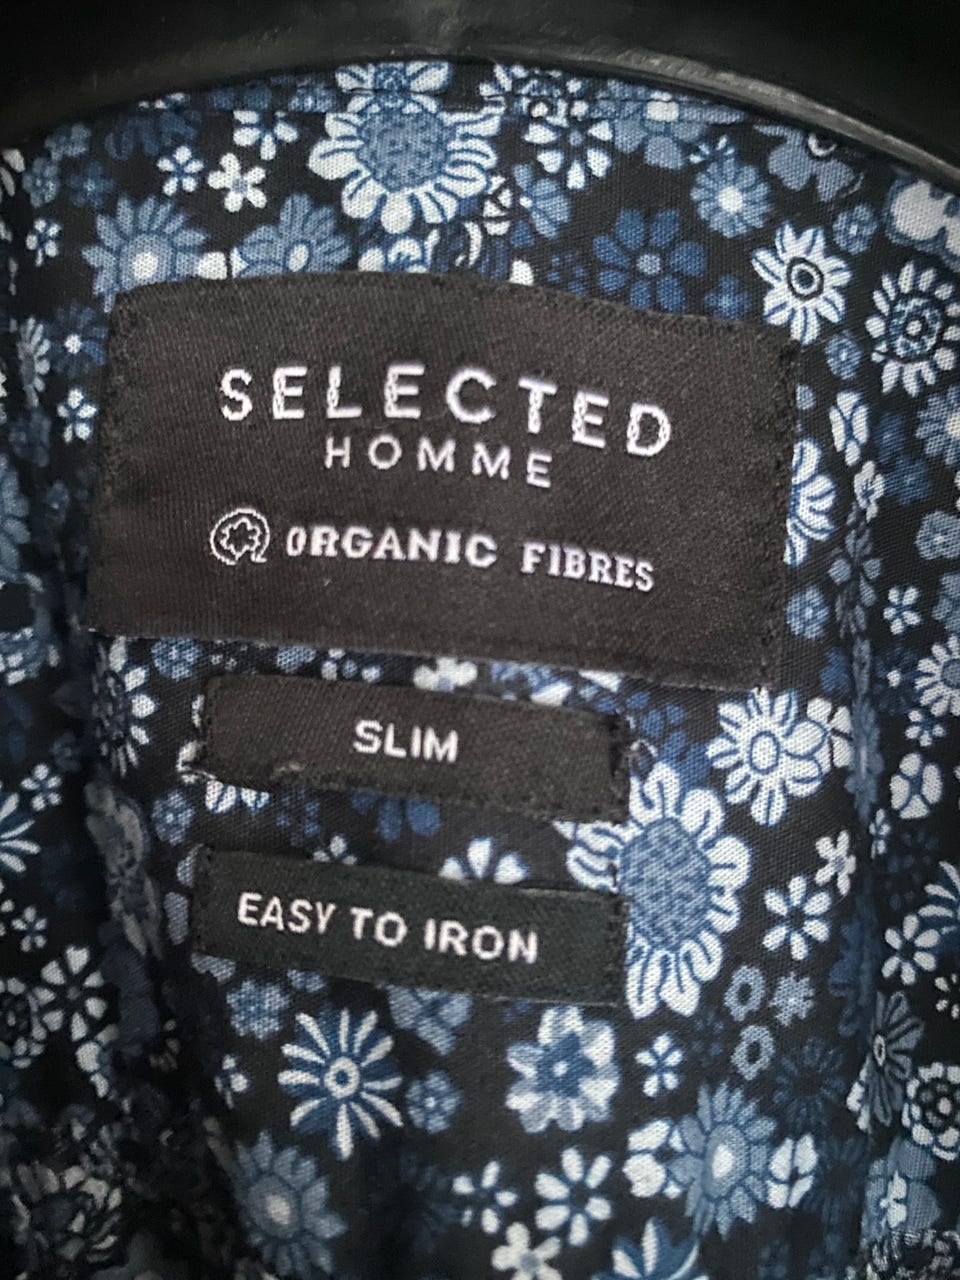 SELECTED
HOMME
ORGANIC FIBRES
SLIM
EASY TO IRON